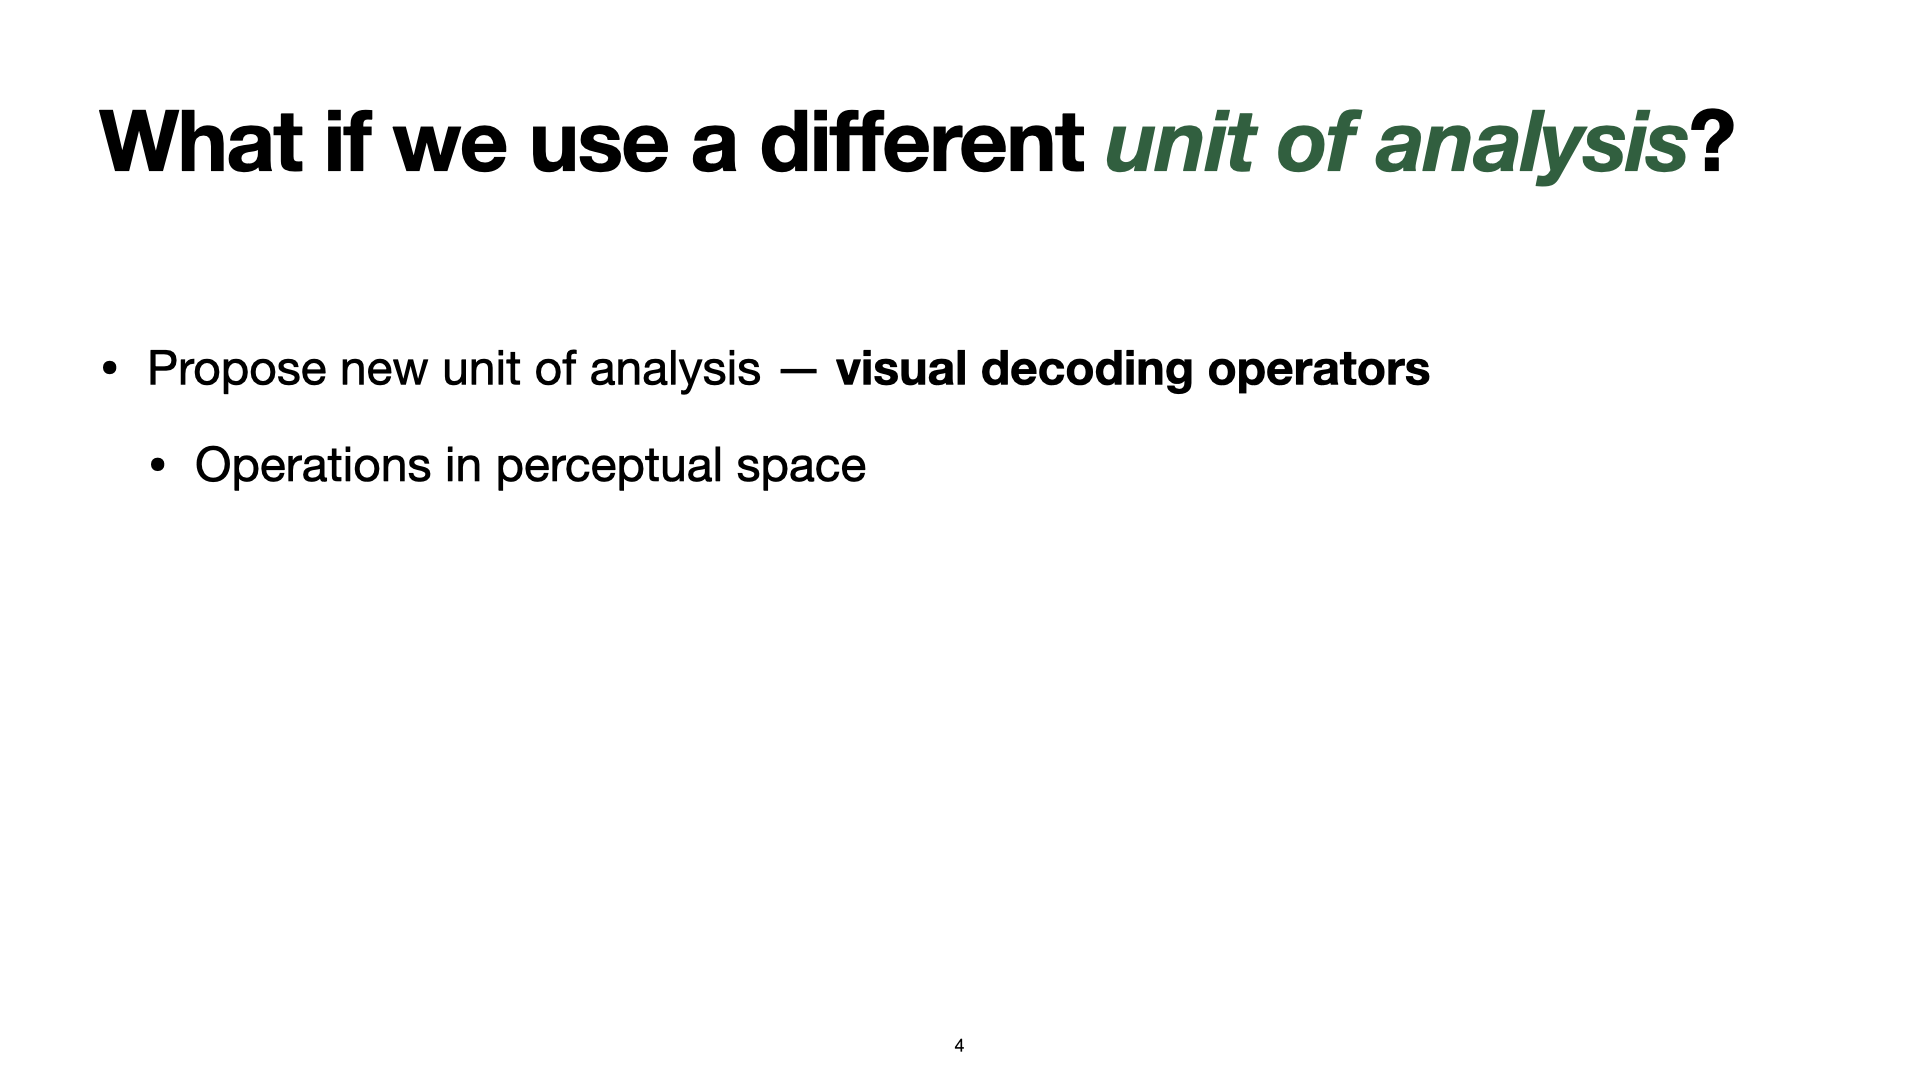 What if we use a different unit of analysis?
• Propose new unit of analysis — visual decoding operators
• Operations in perceptual space
4